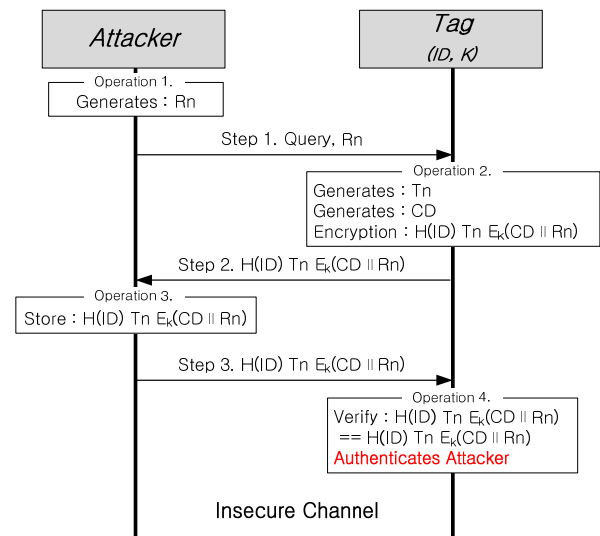 Attacker
Tag
(ID, K)
Operation 1.
Generates : Rn
Step 1. Query, Rn
Operation 2.
Generates : Tn
Generates : CD
Encryption : H(ID) Tn Eₖ(CD ॥ Rn)
Step 2. H(ID) Tn Eₖ(CD ॥ Rn)
Operation 3.
Store : H(ID) Tn Eₖ(CD ॥ Rn)
Step 3. H(ID) Tn Eₖ(CD ॥ Rn)
Operation 4.
Verify : H(ID) Tn Eₖ(CD ॥ Rn)
== H(ID) Tn Eₖ(CD ॥ Rn)
Authenticates Attacker
Insecure Channel